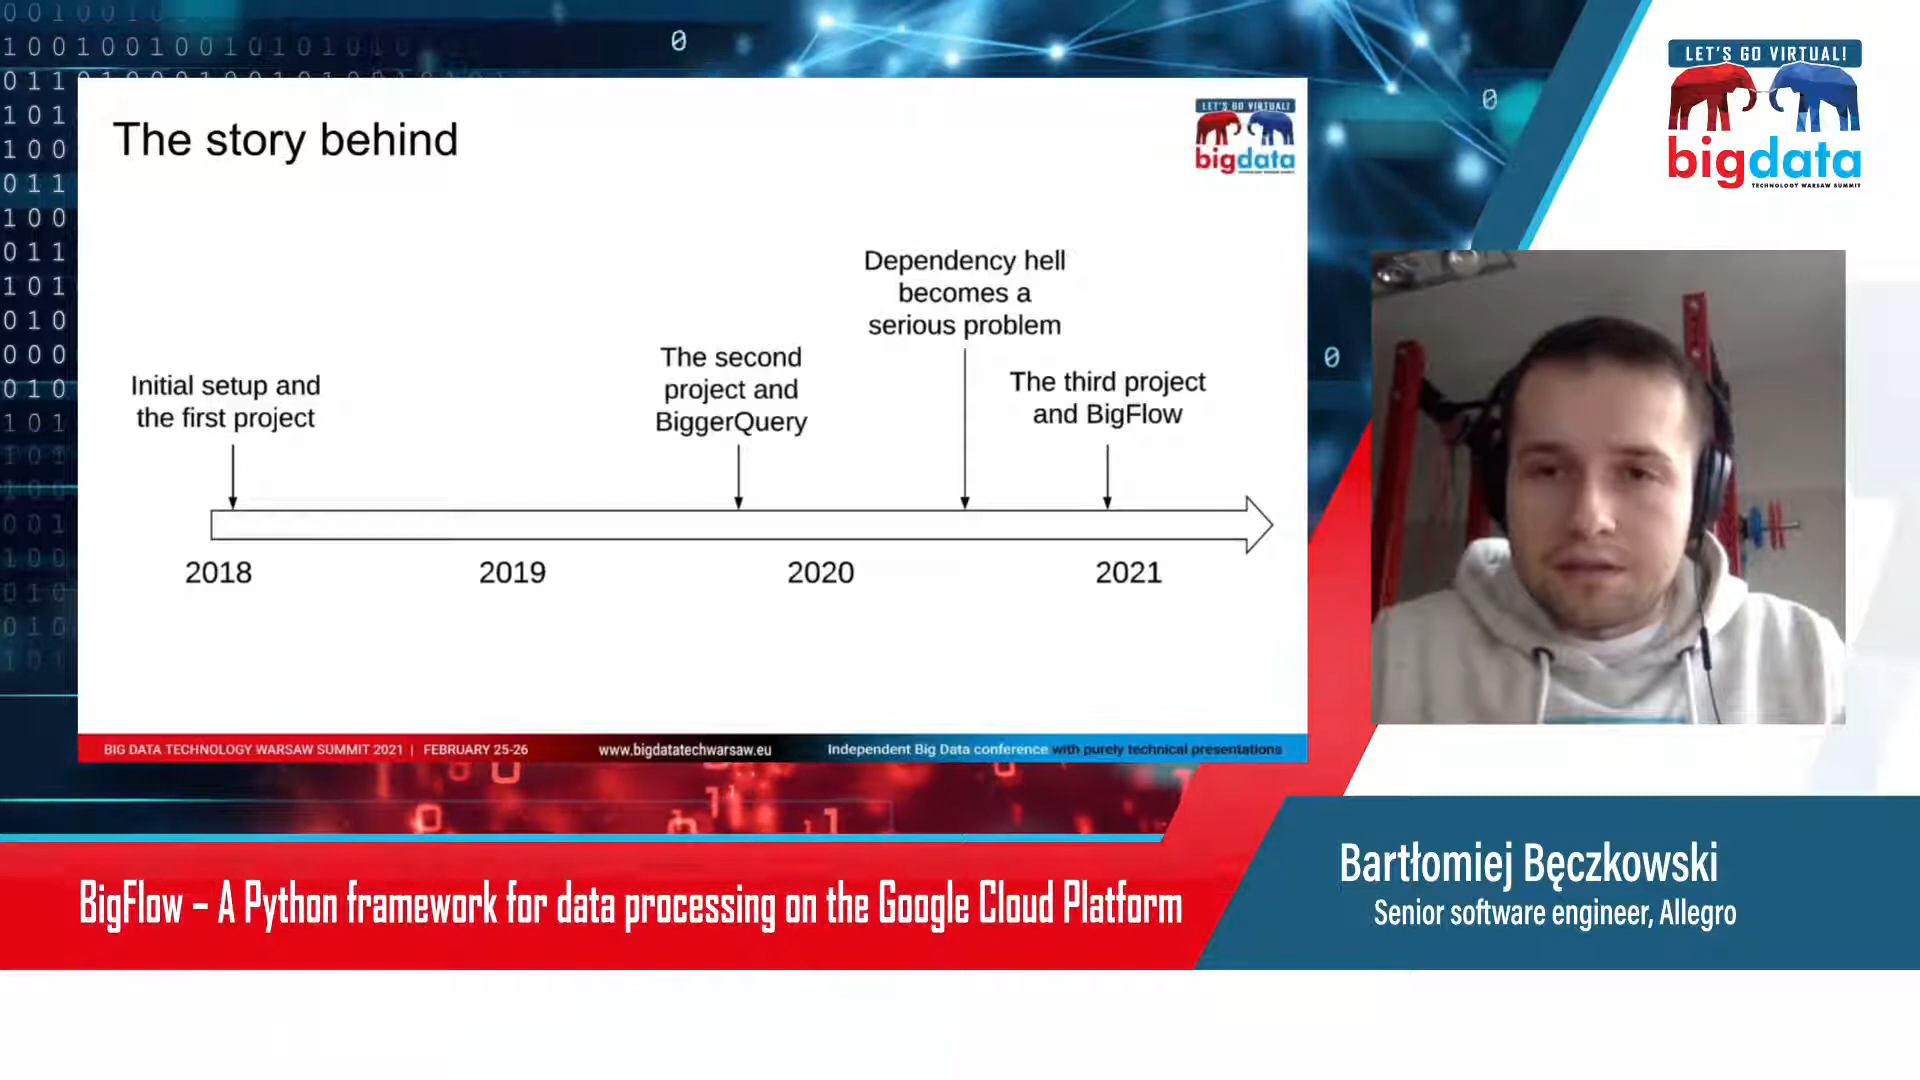 LET'S GO VIRTUAL!
bigdata
TECHNOLOGY WARSAW SUMMIT
The story behind
LET'S GO VIRTUAL!
bigdata
TECHNOLOGY WARSAW SUMMIT
Dependency hell
becomes a
serious problem
The second
project and
BiggerQuery
The third project
and BigFlow
Initial setup and
the first project
2018 2019 2020 2021
BIG DATA TECHNOLOGY WARSAW SUMMIT 2021 | FEBRUARY 25-26 www.bigdatatechwarsaw.eu Independent Big Data conference with purely technical presentations
BigFlow – A Python framework for data processing on the Google Cloud Platform
Bartłomiej Bęczkowski
Senior software engineer, Allegro